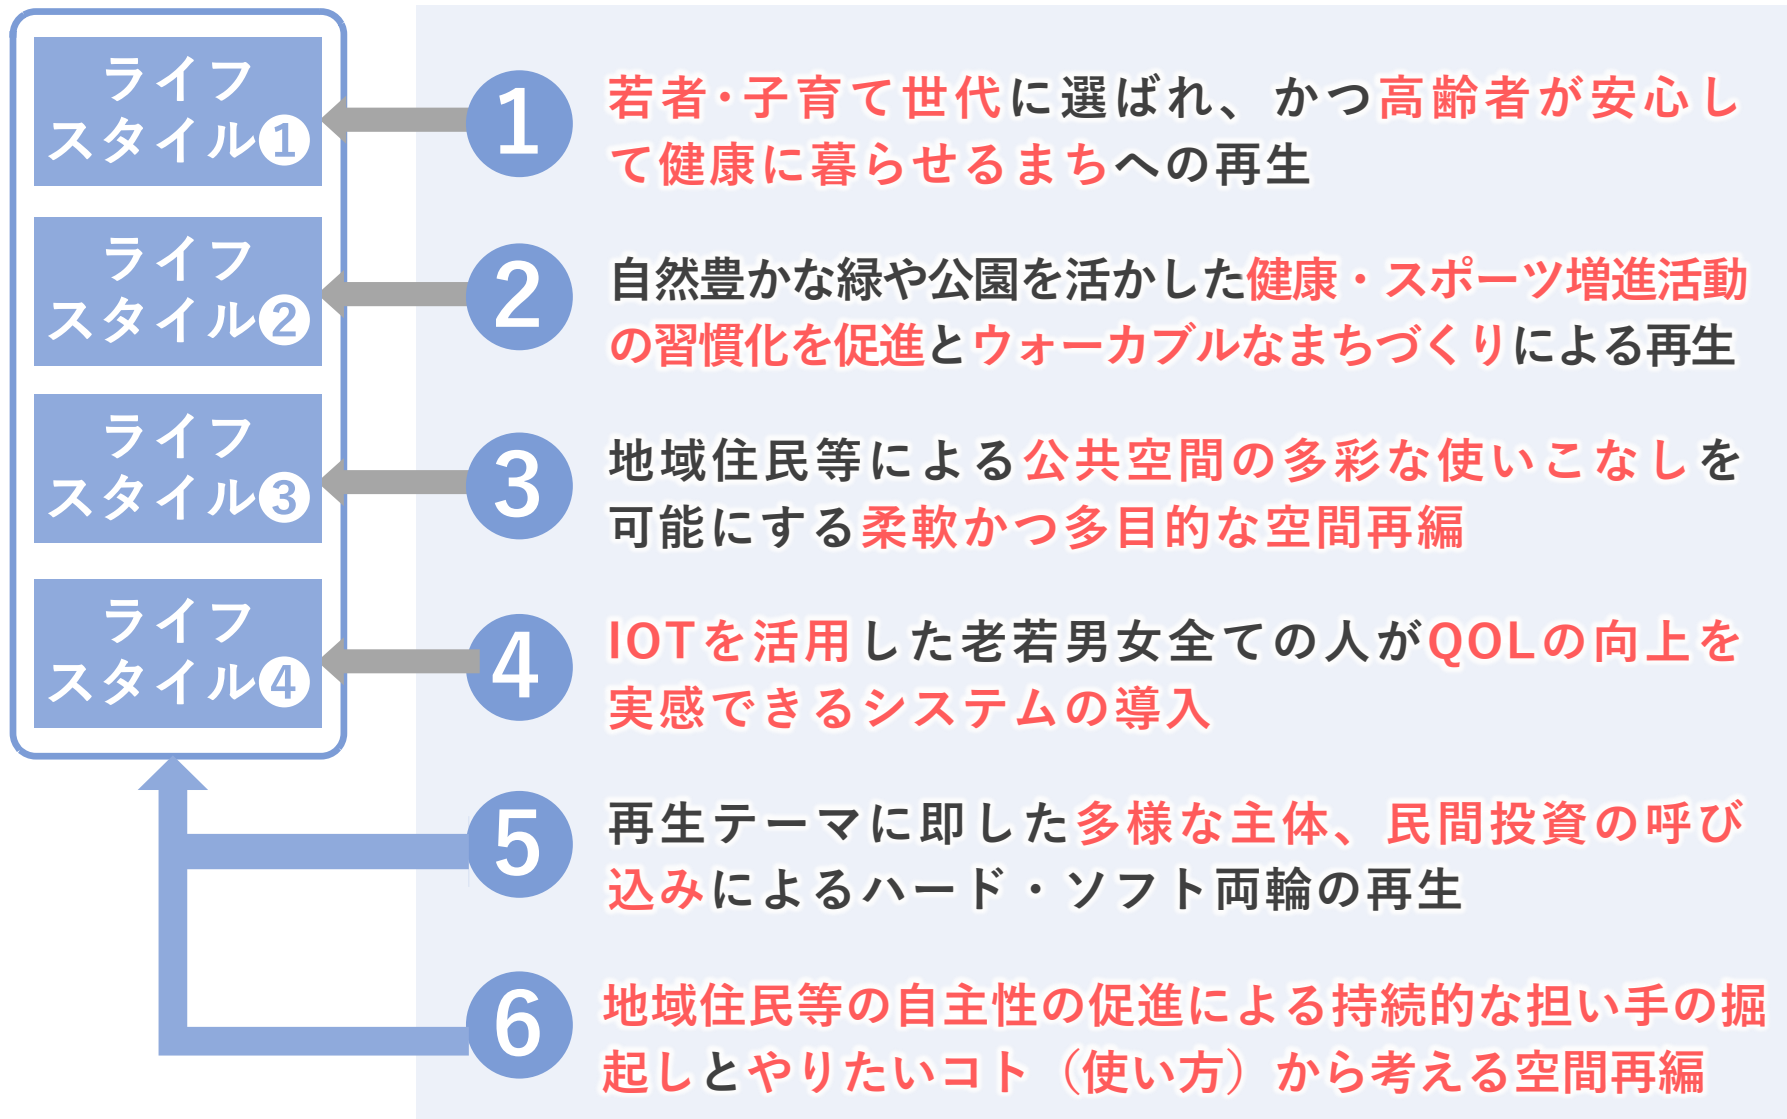 ライフ
スタイル❶
ライフ
スタイル❷
ライフ
スタイル❸
ライフ
スタイル❹
1
若者・子育て世代に選ばれ、かつ高齢者が安心し
て健康に暮らせるまちへの再生
2
自然豊かな緑や公園を活かした健康・スポーツ増進活動
の習慣化を促進とウォーカブルなまちづくりによる再生
3
地域住民等による公共空間の多彩な使いこなしを
可能にする柔軟かつ多目的な空間再編
4
IOTを活用した老若男女全ての人がQOLの向上を
実感できるシステムの導入
5
再生テーマに即した多様な主体、民間投資の呼び
込みによるハード・ソフト両輪の再生
6
地域住民等の自主性の促進による持続的な担い手の掘
起しとやりたいコト（使い方）から考える空間再編